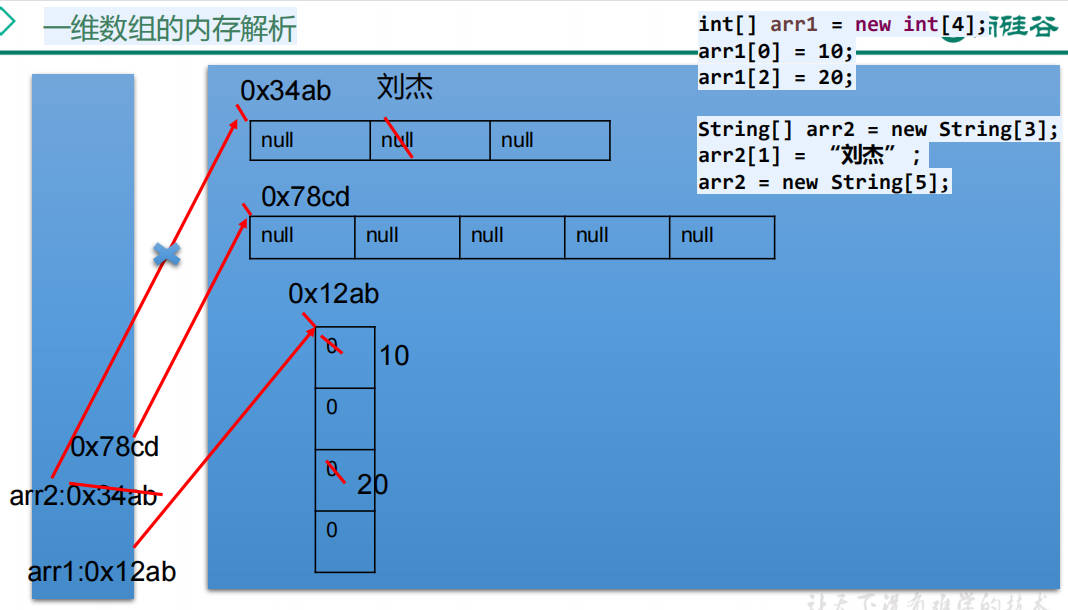 一维数组的内存解析
int[] arr1 = new int[4];
硅谷
arr1[0] = 10;
arr1[2] = 20;
String[] arr2 = new String[3];
arr2[1] = “刘杰” ;
arr2 = new String[5];
0x34ab 刘杰
null null null
0x78cd
null null null null null
0x12ab
0 10
0
0 20
0
0x78cd
arr2:0x34ab
arr1:0x12ab
让天下没有难学的技术